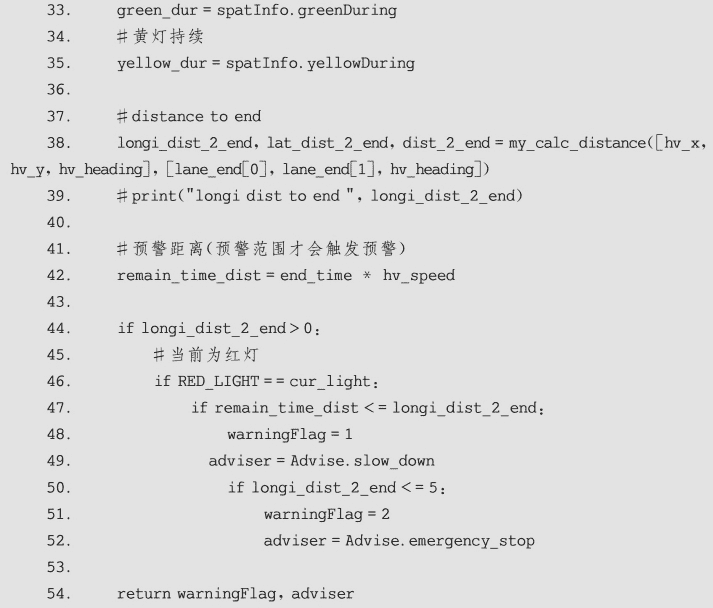 33. green_dur = spatInfo.greenDuring
34. #黄灯持续
35. yellow_dur = spatInfo.yellowDuring
36.
37. #distance to end
38. longi_dist_2_end, lat_dist_2_end, dist_2_end = my_calc_distance([hv_x,
hv_y, hv_heading], [lane_end[0], lane_end[1], hv_heading])
39. #print("longi dist to end ", longi_dist_2_end)
40.
41. #预警距离(预警范围才会触发预警)
42. remain_time_dist = end_time * hv_speed
43.
44. if longi_dist_2_end > 0:
45. #当前为红灯
46. if RED_LIGHT == cur_light:
47. if remain_time_dist <= longi_dist_2_end:
48. warningFlag = 1
49. adviser = Advise.slow_down
50. if longi_dist_2_end <= 5:
51. warningFlag = 2
52. adviser = Advise.emergency_stop
53.
54. return warningFlag, adviser